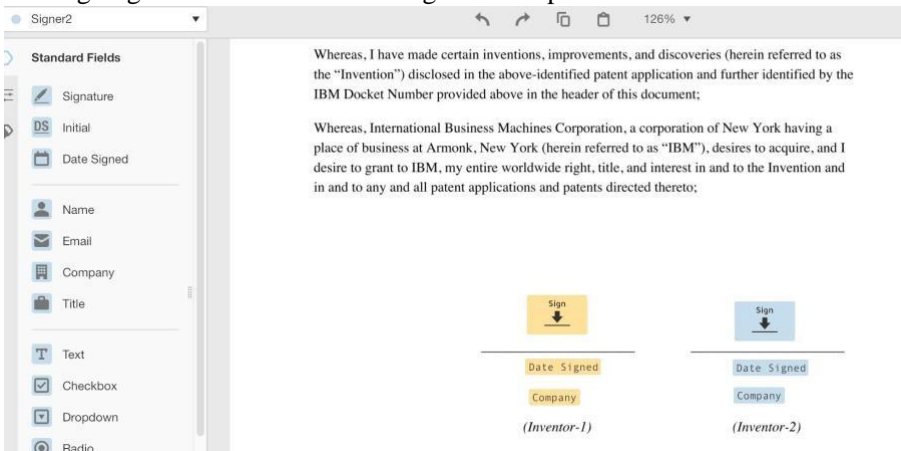 Signer2
126%
Standard Fields
Signature
DS Initial
Date Signed
Name
Email
Company
Title
T Text
Checkbox
Dropdown
Radio
Whereas, I have made certain inventions, improvements, and discoveries (herein referred to as
the “Invention”) disclosed in the above-identified patent application and further identified by the
IBM Docket Number provided above in the header of this document;
Whereas, International Business Machines Corporation, a corporation of New York having a
place of business at Armonk, New York (herein referred to as “IBM”), desires to acquire, and I
desire to grant to IBM, my entire worldwide right, title, and interest in and to the Invention and
in and to any and all patent applications and patents directed thereto;
Sign
Date Signed
Company
(Inventor-1)
Sign
Date Signed
Company
(Inventor-2)